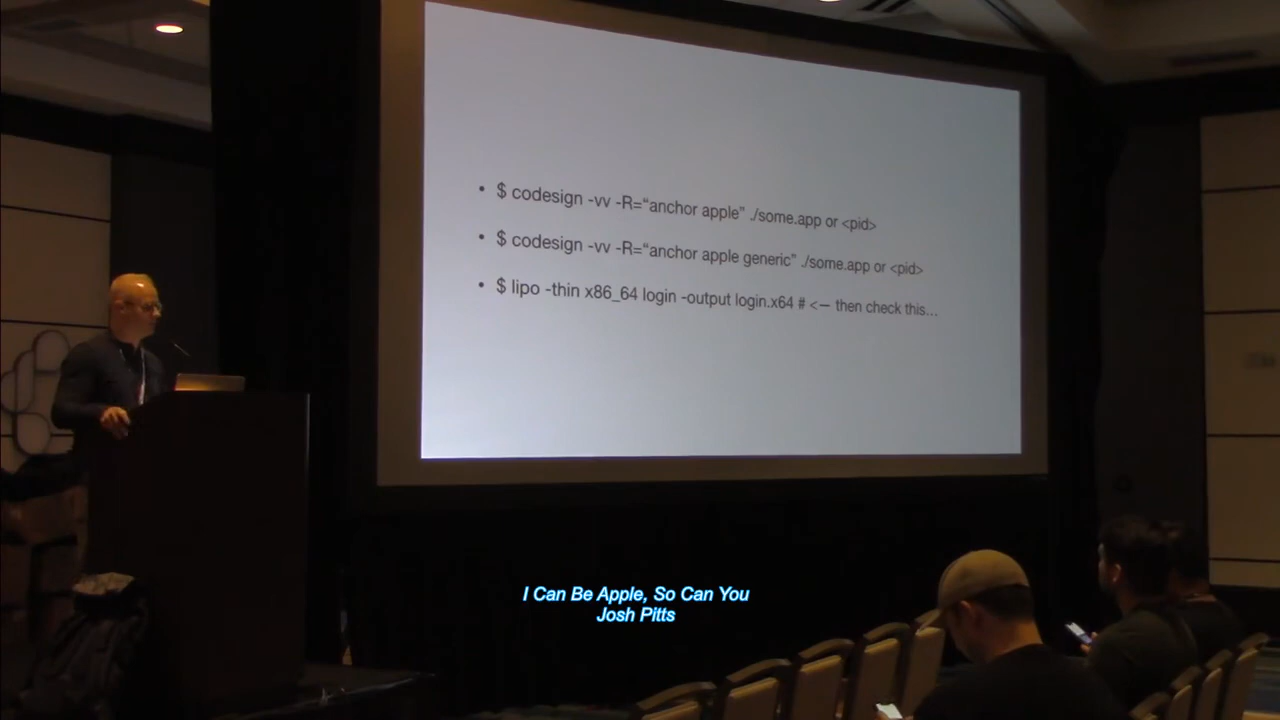 • $ codesign -vv -R=“anchor apple” ./some.app or <pid>
• $ codesign -vv -R=“anchor apple generic” ./some.app or <pid>
• $ lipo -thin x86_64 login -output login.x64 # <– then check this…
I Can Be Apple, So Can You
Josh Pitts